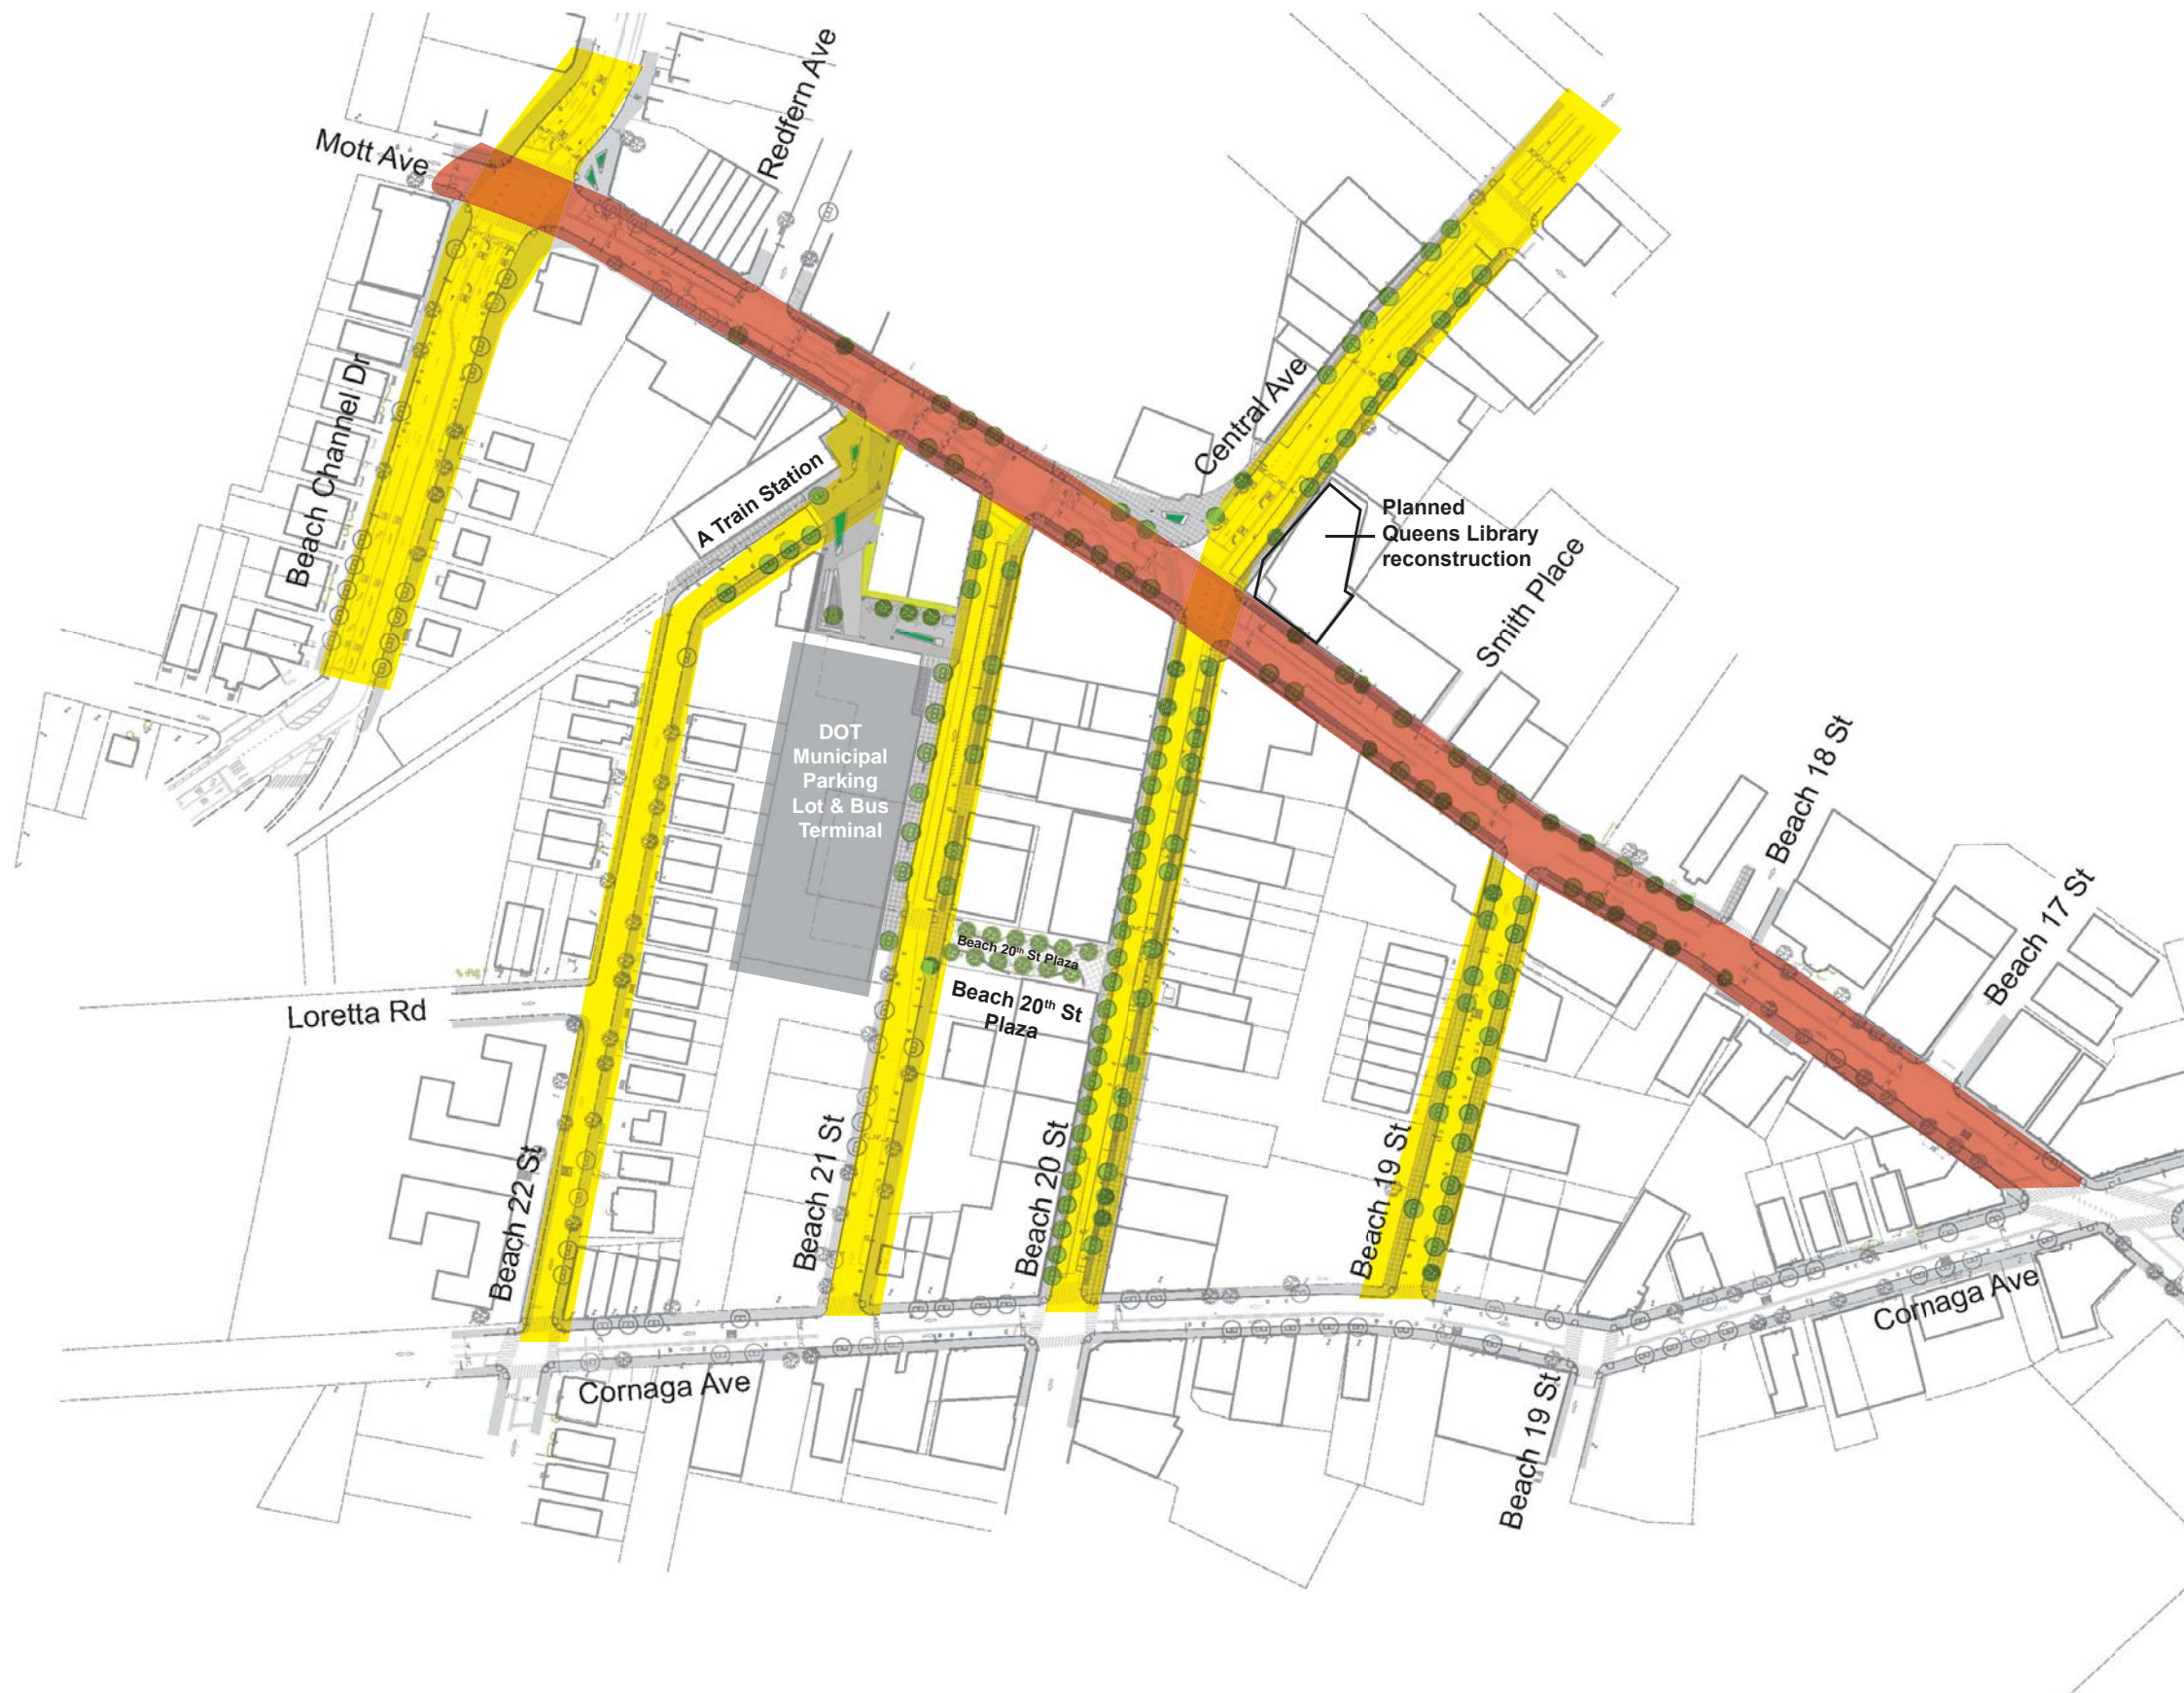 Redfern Ave
Mott Ave
Central Ave
Beach Channel Dr
A Train Station
Planned
Queens Library
reconstruction
Smith Place
DOT
Municipal
Parking
Lot & Bus
Terminal
Beach 18 St
Beach 17 St
Beach 20th St Plaza
Beach 20th St
Plaza
Loretta Rd
Beach 22 St
Beach 21 St
Beach 20 St
Beach 19 St
Cornaga Ave
Cornaga Ave
Beach 19 St